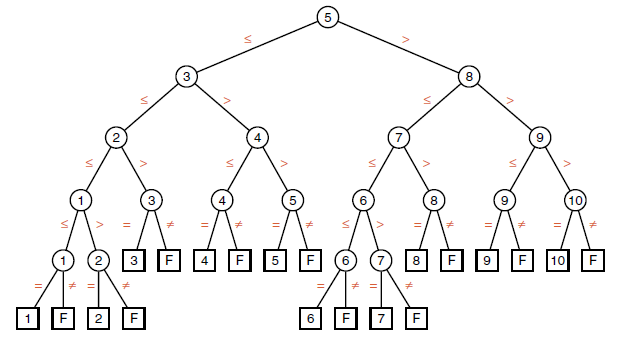 5
≤ >
3 8
≤ > ≤ >
2 4 7 9
≤ > ≤ > ≤ > ≤ >
1 3 4 5 6 8 9 10
≤ > = ≠ = ≠ = ≠ ≤ > = ≠ = ≠ = ≠
1 2 3 F 4 F 5 F 6 7 8 F 9 F 10 F
= ≠ = ≠ = ≠ = ≠
1 F 2 F 6 F 7 F